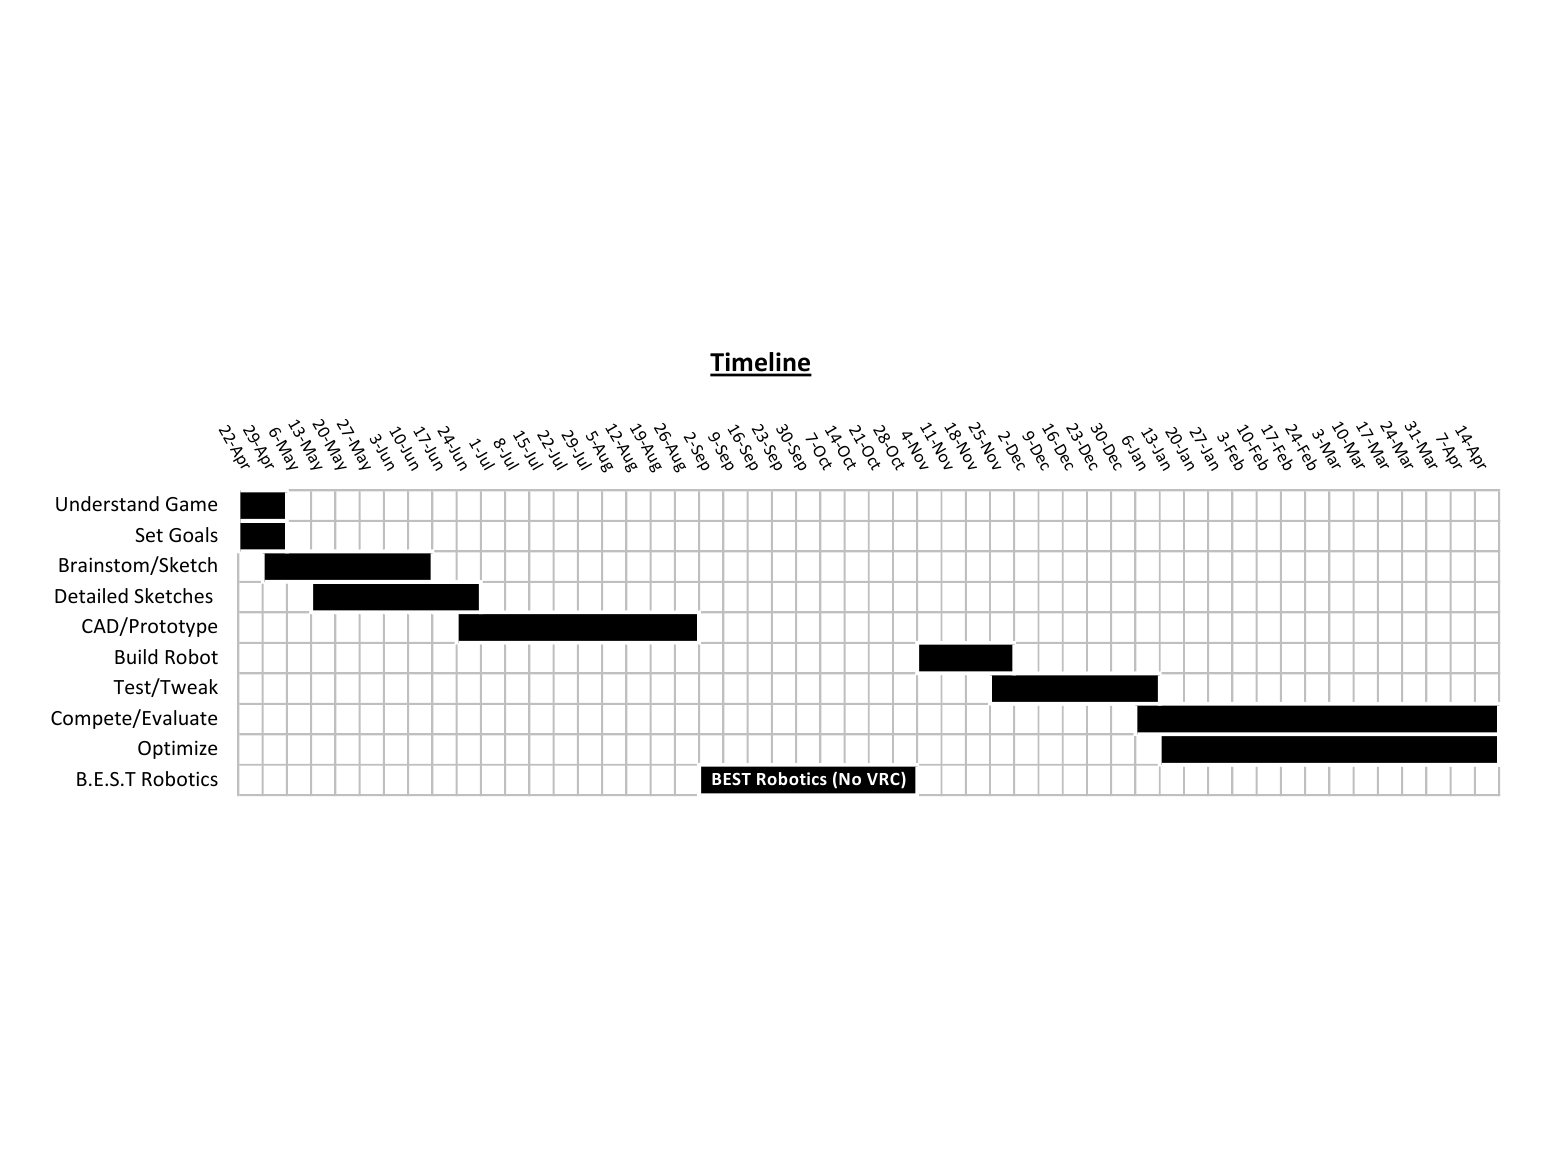 Timeline
22-Apr
29-Apr
6-May
13-May
20-May
27-May
3-Jun
10-Jun
17-Jun
24-Jun
1-Jul
8-Jul
15-Jul
22-Jul
29-Jul
5-Aug
12-Aug
19-Aug
26-Aug
2-Sep
9-Sep
16-Sep
23-Sep
30-Sep
7-Oct
14-Oct
21-Oct
28-Oct
4-Nov
11-Nov
18-Nov
25-Nov
2-Dec
9-Dec
16-Dec
23-Dec
30-Dec
6-Jan
13-Jan
20-Jan
27-Jan
3-Feb
10-Feb
17-Feb
24-Feb
3-Mar
10-Mar
17-Mar
24-Mar
31-Mar
7-Apr
14-Apr
Understand Game
Set Goals
Brainstom/Sketch
Detailed Sketches
CAD/Prototype
Build Robot
Test/Tweak
Compete/Evaluate
Optimize
B.E.S.T Robotics
BEST Robotics (No VRC)